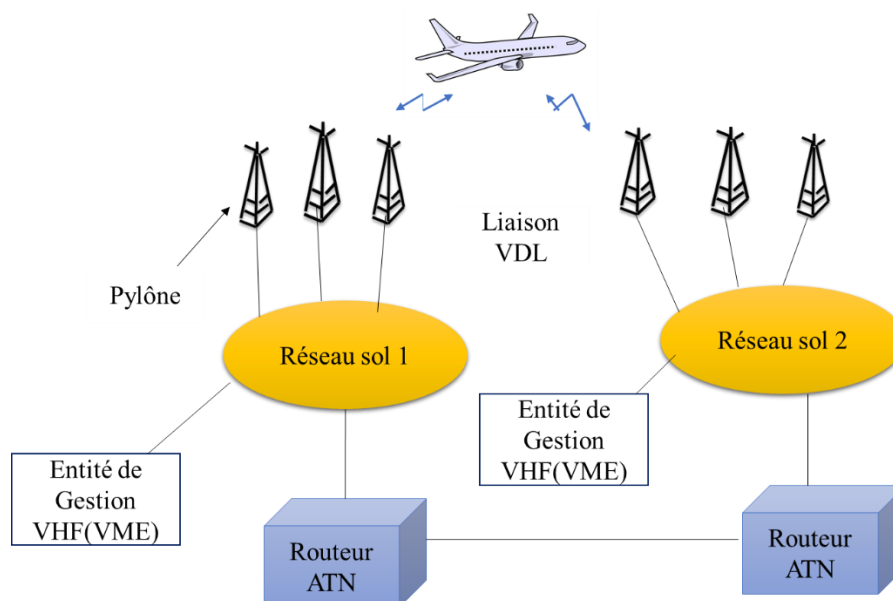 Liaison
VDL
Pylône
Réseau sol 1
Réseau sol 2
Entité de
Gestion
VHF(VME)
Entité de
Gestion
VHF(VME)
Routeur
ATN
Routeur
ATN